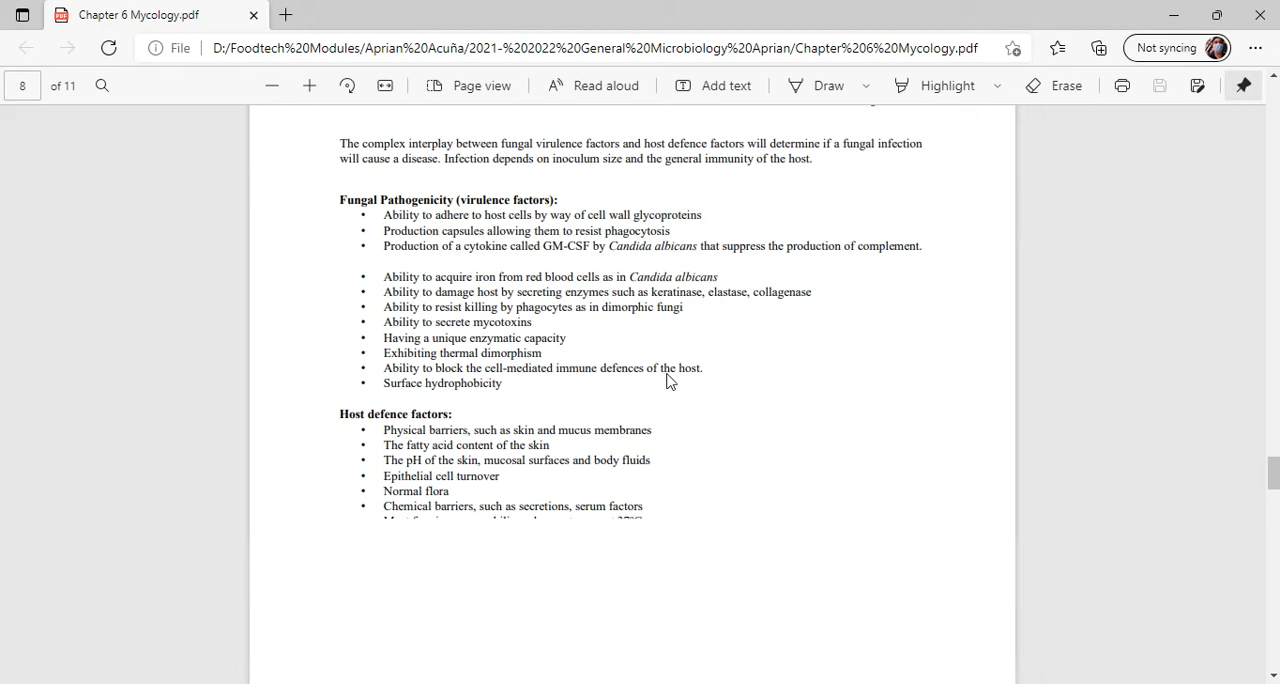 Chapter 6 Mycology.pdf
File D:/Foodtech%20Modules/Aprian%20Acuña/2021-%202022%20General%20Microbiology%20Aprian/Chapter%206%20Mycology.pdf Not syncing
8 of 11 Page view Read aloud Add text Draw Highlight Erase
The complex interplay between fungal virulence factors and host defence factors will determine if a fungal infection
will cause a disease. Infection depends on inoculum size and the general immunity of the host.
Fungal Pathogenicity (virulence factors):
• Ability to adhere to host cells by way of cell wall glycoproteins
• Production capsules allowing them to resist phagocytosis
• Production of a cytokine called GM-CSF by Candida albicans that suppress the production of complement.
• Ability to acquire iron from red blood cells as in Candida albicans
• Ability to damage host by secreting enzymes such as keratinase, elastase, collagenase
• Ability to resist killing by phagocytes as in dimorphic fungi
• Ability to secrete mycotoxins
• Having a unique enzymatic capacity
• Exhibiting thermal dimorphism
• Ability to block the cell-mediated immune defences of the host.
• Surface hydrophobicity
Host defence factors:
• Physical barriers, such as skin and mucus membranes
• The fatty acid content of the skin
• The pH of the skin, mucosal surfaces and body fluids
• Epithelial cell turnover
• Normal flora
• Chemical barriers, such as secretions, serum factors